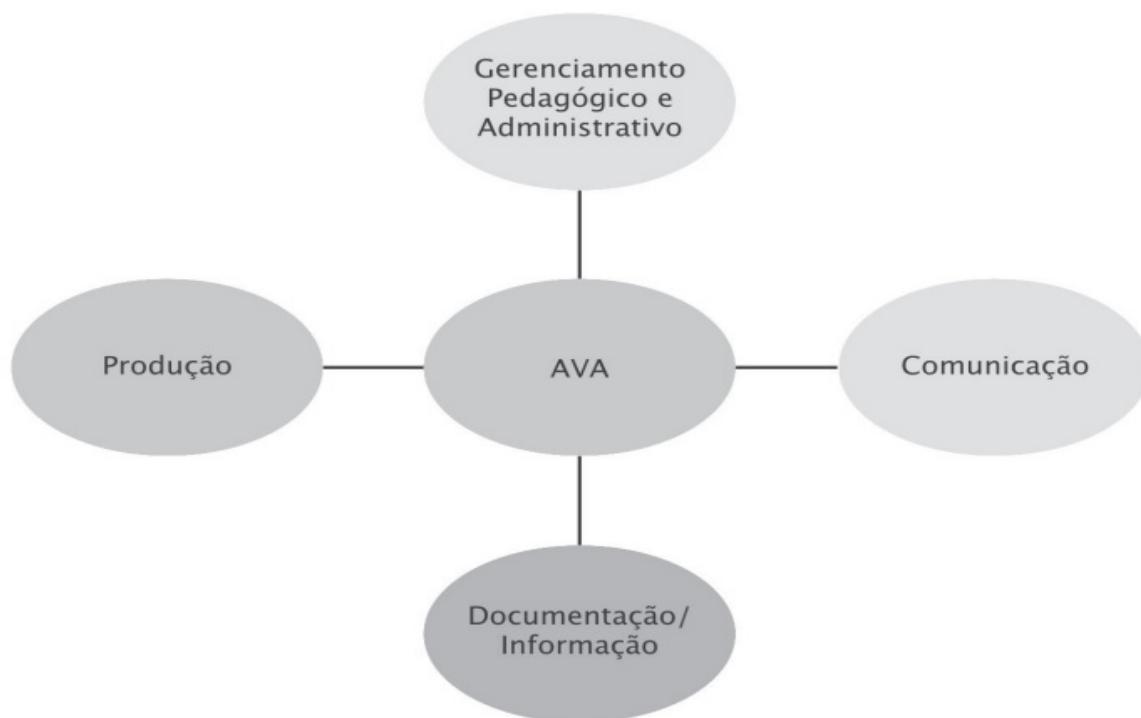 Gerenciamento
Pedagógico e
Administrativo
Produção
AVA
Comunicação
Documentação/
Informação